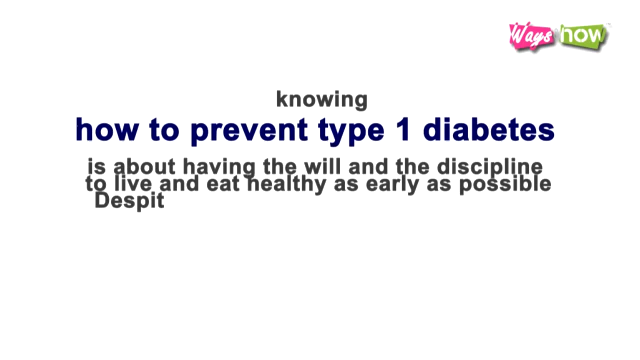 Ways how
knowing
how to prevent type 1 diabetes
is about having the will and the discipline
to live and eat healthy as early as possible
Despit